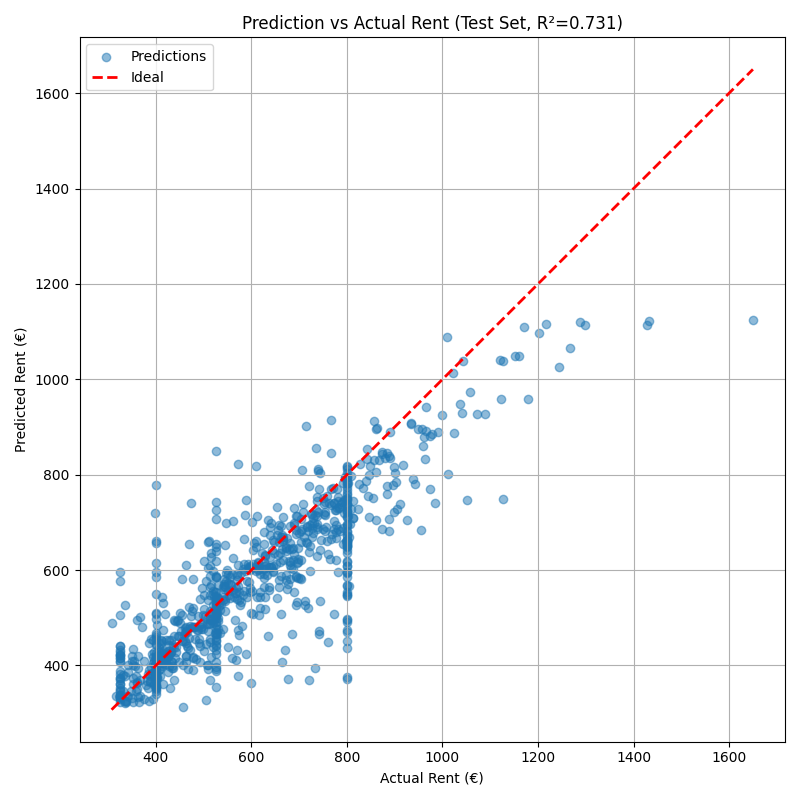 Prediction vs Actual Rent (Test Set, R²=0.731)
Predictions
Ideal
1600
1400
1200
1000
800
600
400
Predicted Rent (€)
400 600 800 1000 1200 1400 1600
Actual Rent (€)